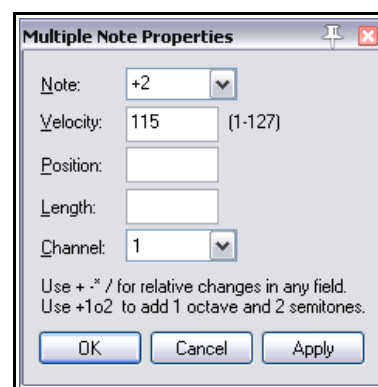 Multiple Note Properties
Note: +2
Velocity: 115 (1-127)
Position:
Length:
Channel: 1
Use + -* / for relative changes in any field.
Use +1o2 to add 1 octave and 2 semitones.
OK Cancel Apply